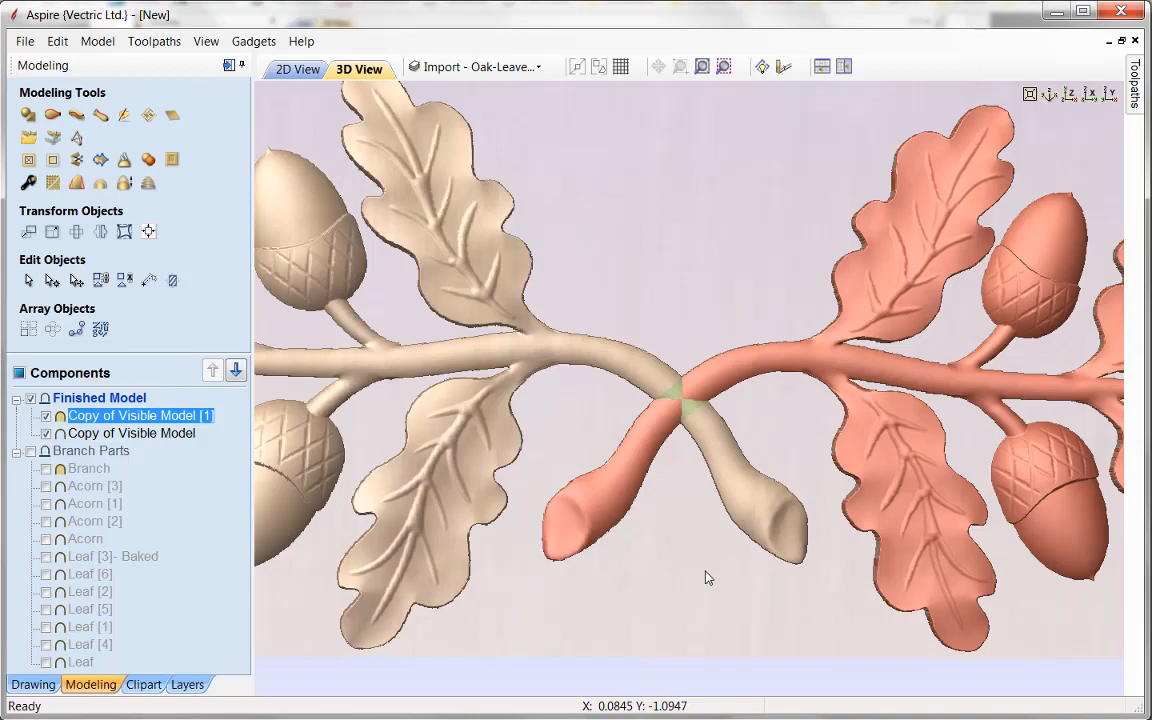 Aspire {Vectric Ltd.} - [New]
File Edit Model Toolpaths View Gadgets Help
Modeling
2D View 3D View Import - Oak-Leave...
Toolpaths
Modeling Tools
Z X Y
Transform Objects
Edit Objects
Array Objects
Components
Finished Model
Copy of Visible Model [1]
Copy of Visible Model
Branch Parts
Branch
Acorn [3]
Acorn [1]
Acorn [2]
Acorn
Leaf [3]- Baked
Leaf [6]
Leaf [2]
Leaf [5]
Leaf [1]
Leaf [4]
Leaf
Drawing Modeling Clipart Layers
Ready X: 0.0845 Y: -1.0947